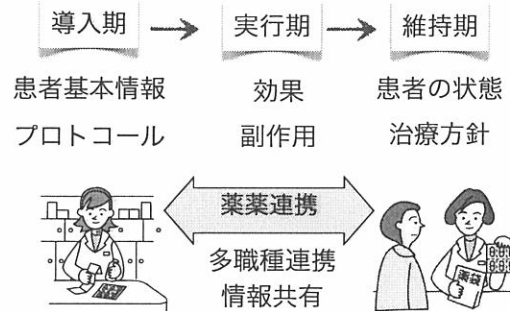 導入期 → 実行期 → 維持期
患者基本情報 効果 患者の状態
プロトコール 副作用 治療方針
薬薬連携
多職種連携
情報共有
薬袋